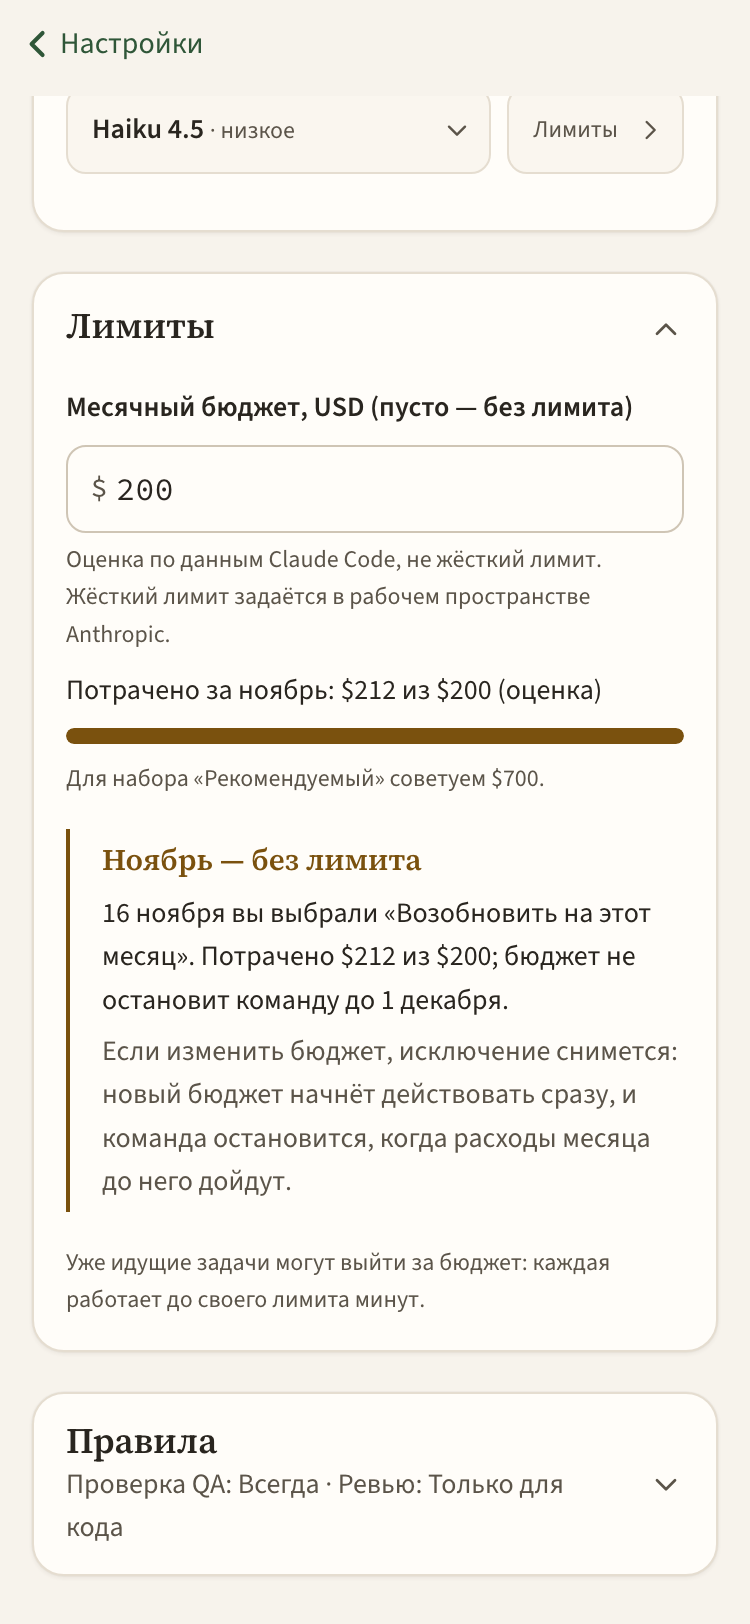 Настройки
Haiku 4.5 · низкое
Лимиты
Лимиты
Месячный бюджет, USD (пусто — без лимита)
$ 200
Оценка по данным Claude Code, не жёсткий лимит.
Жёсткий лимит задаётся в рабочем пространстве
Anthropic.
Потрачено за ноябрь: $212 из $200 (оценка)
Для набора «Рекомендуемый» советуем $700.
Ноябрь — без лимита
16 ноября вы выбрали «Возобновить на этот
месяц». Потрачено $212 из $200; бюджет не
остановит команду до 1 декабря.
Если изменить бюджет, исключение снимется:
новый бюджет начнёт действовать сразу, и
команда остановится, когда расходы месяца
до него дойдут.
Уже идущие задачи могут выйти за бюджет: каждая
работает до своего лимита минут.
Правила
Проверка QA: Всегда · Ревью: Только для
кода